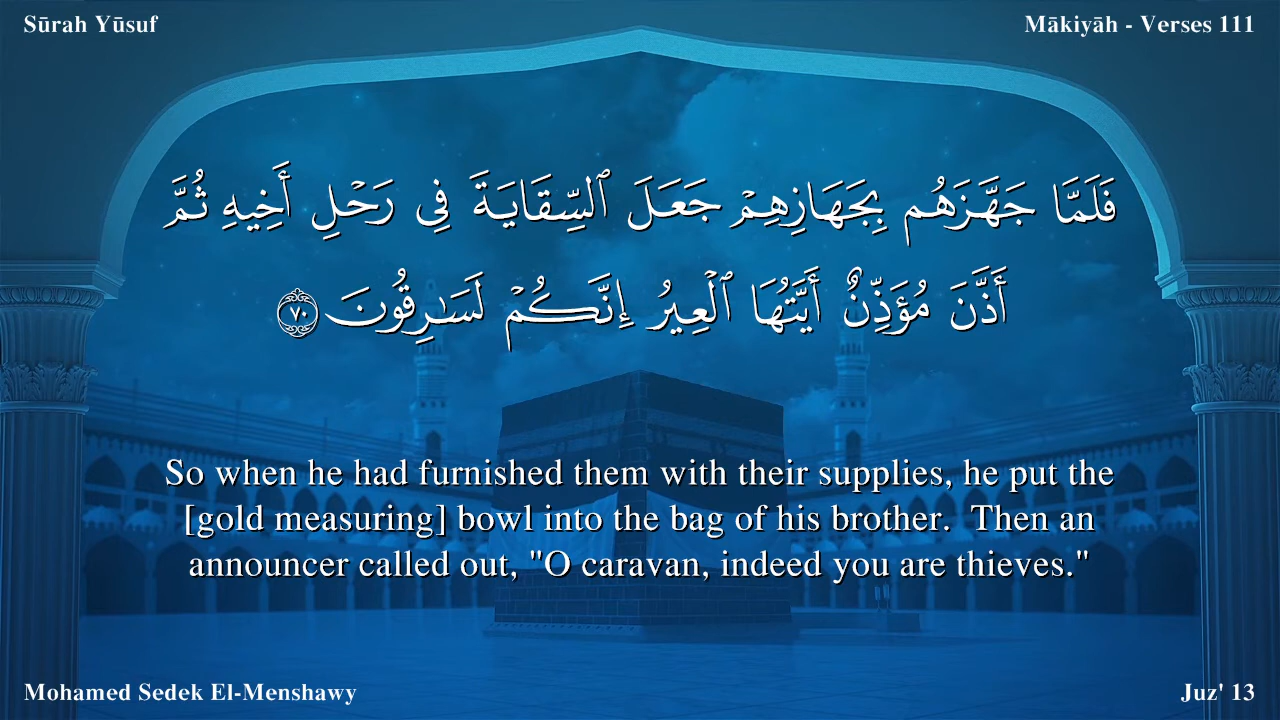 Sūrah Yūsuf
Mākiyāh - Verses 111
فَلَمَّا جَهَّزَهُم بِجَهَازِهِمْ جَعَلَ ٱلسِّقَايَةَ فِى رَحْلِ أَخِيهِ ثُمَّ
أَذَّنَ مُؤَذِّنٌ أَيَّتُهَا ٱلْعِيرُ إِنَّكُمْ لَسَـٰرِقُونَ ٧٠
So when he had furnished them with their supplies, he put the
[gold measuring] bowl into the bag of his brother.  Then an
announcer called out, "O caravan, indeed you are thieves."
Mohamed Sedek El-Menshawy
Juz' 13